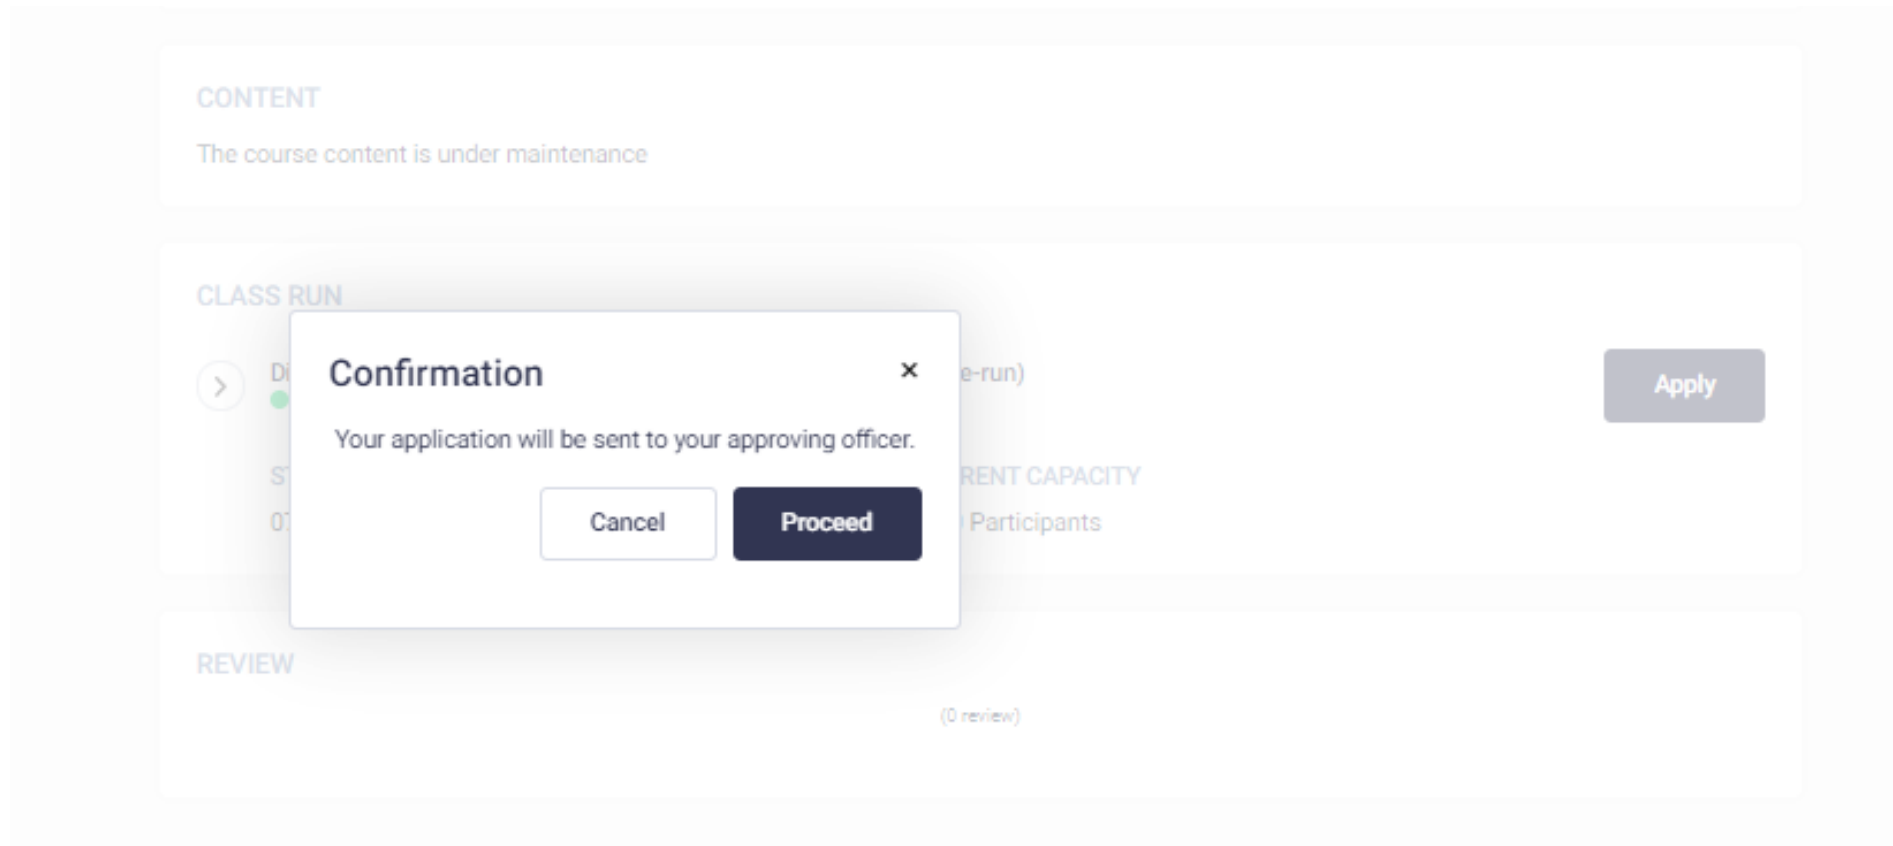 CONTENT
The course content is under maintenance
CLASS RUN
Confirmation
e-run)
Apply
Your application will be sent to your approving officer.
RENT CAPACITY
Cancel
Proceed
Participants
REVIEW
(0 review)